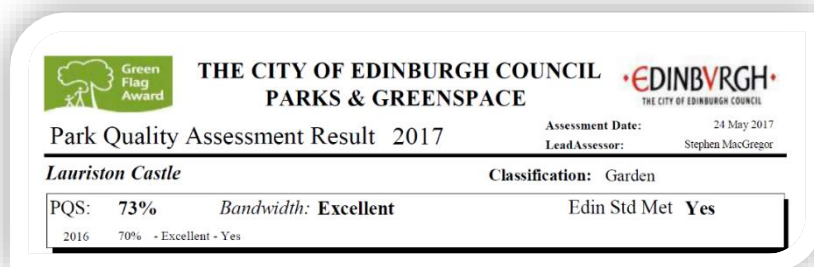 Green
Flag
Award
THE CITY OF EDINBURGH COUNCIL
PARKS & GREENSPACE
•EDINBVRGH•
THE CITY OF EDINBURGH COUNCIL
Park Quality Assessment Result 2017
Assessment Date: 24 May 2017
LeadAssessor: Stephen MacGregor
Lauriston Castle Classification: Garden
PQS: 73% Bandwidth: Excellent Edin Std Met Yes
2016 70% - Excellent - Yes